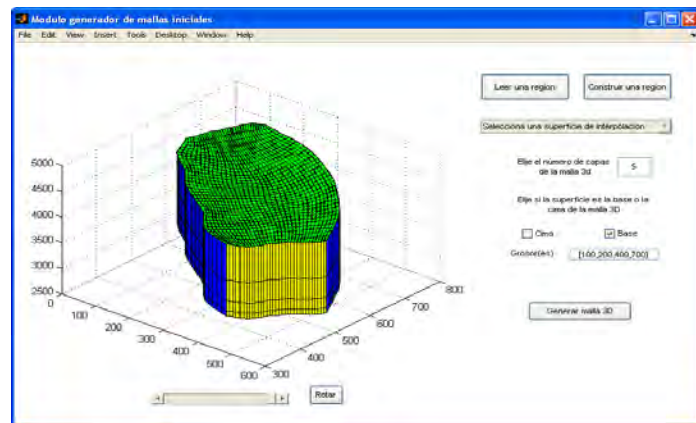 Modulo generador de mallas iniciales
File Edit View Insert Tools Desktop Window Help
Leer una region
Construir una region
Selecciona una superficie de interpolacion
Elije el número de capas
de la malla 3d
5
Elije si la superficie es la base o la
cima de la malla 3D
Cima
Base
Grosor(es)
[100,200,400,700]
Generar malla 3D
5000
4500
4000
3500
3000
2500
0
100
200
300
400
500
600
300
400
500
600
700
800
Rotar